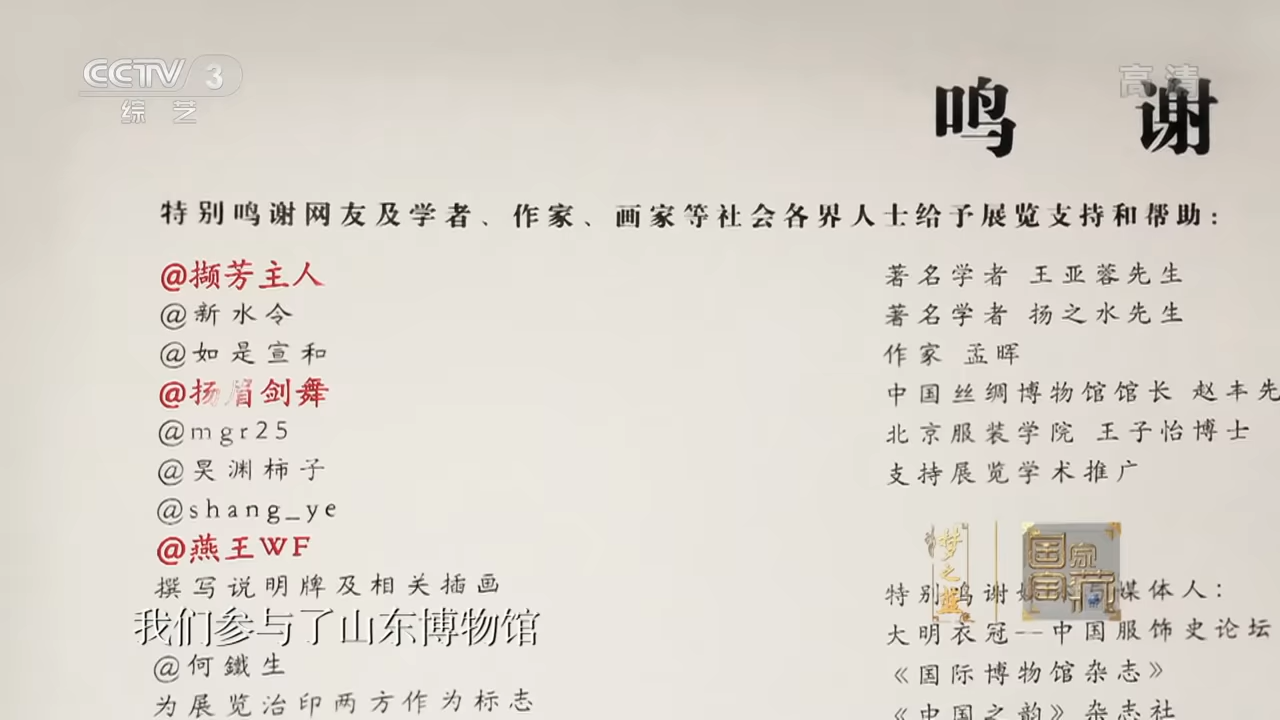 CCTV 3
综艺
高清
鸣谢
特别鸣谢网友及学者、作家、画家等社会各界人士给予展览支持和帮助：
@撷芳主人
@新水令
@如是宣和
@扬眉剑舞
@mgr25
@昊渊柿子
@shang_ye
@燕王WF
撰写说明牌及相关插画
我们参与了山东博物馆
@何鐵生
为展览治印两方作为标志
著名学者 王亚蓉先生
著名学者 扬之水先生
作家 孟晖
中国丝绸博物馆馆长 赵丰先
北京服装学院 王子怡博士
支持展览学术推广
梦之蓝
国家宝藏
特别鸣谢 媒体人：
大明衣冠--中国服饰史论坛
《国际博物馆杂志》
《中国之韵》杂志社